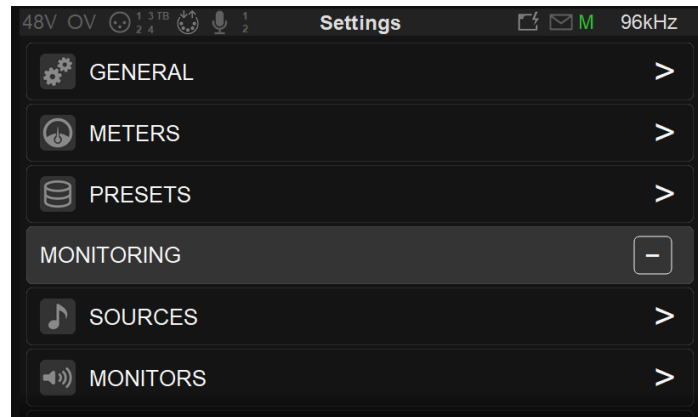 48V OV 1 3 TB 2 4 1 2 Settings M 96kHz
GENERAL >
METERS >
PRESETS >
MONITORING −
SOURCES >
MONITORS >